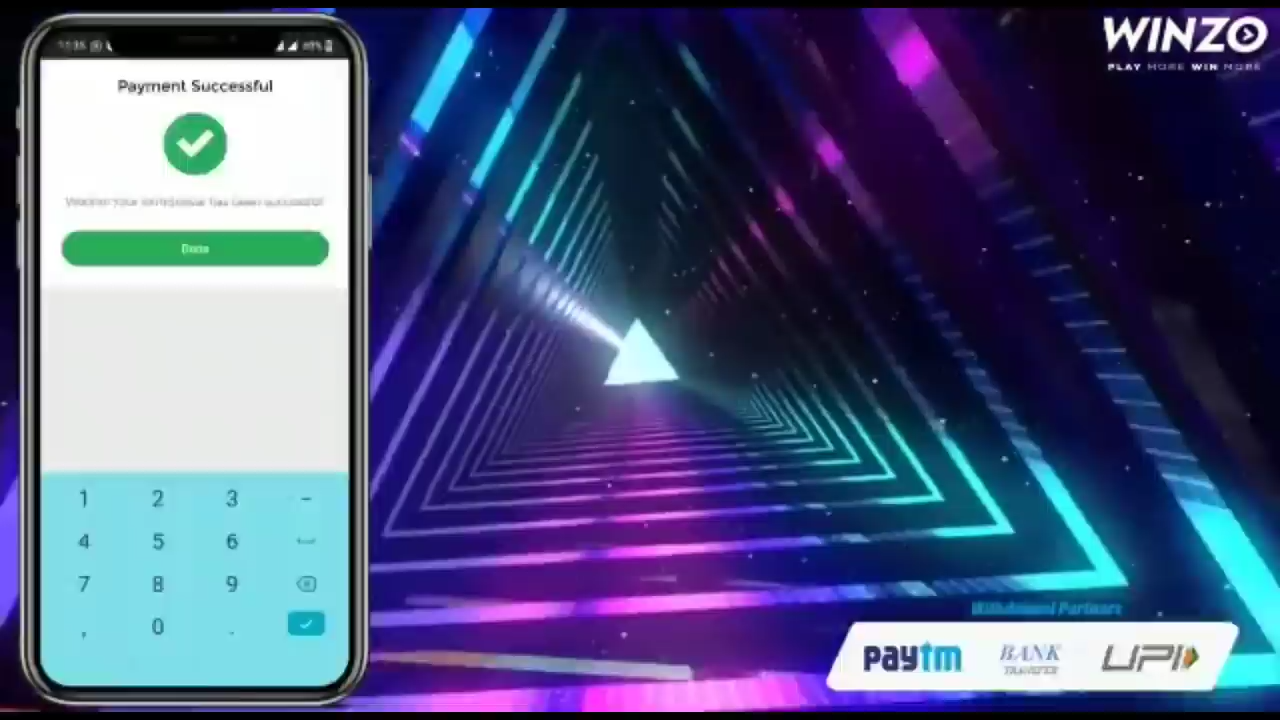 WINZO
PLAY MORE WIN MORE
Payment Successful
Done
1 2 3 -
4 5 6
7 8 9
, 0 .
Withdrawal Partners
paytm
BANK
TRANSFER
UPI